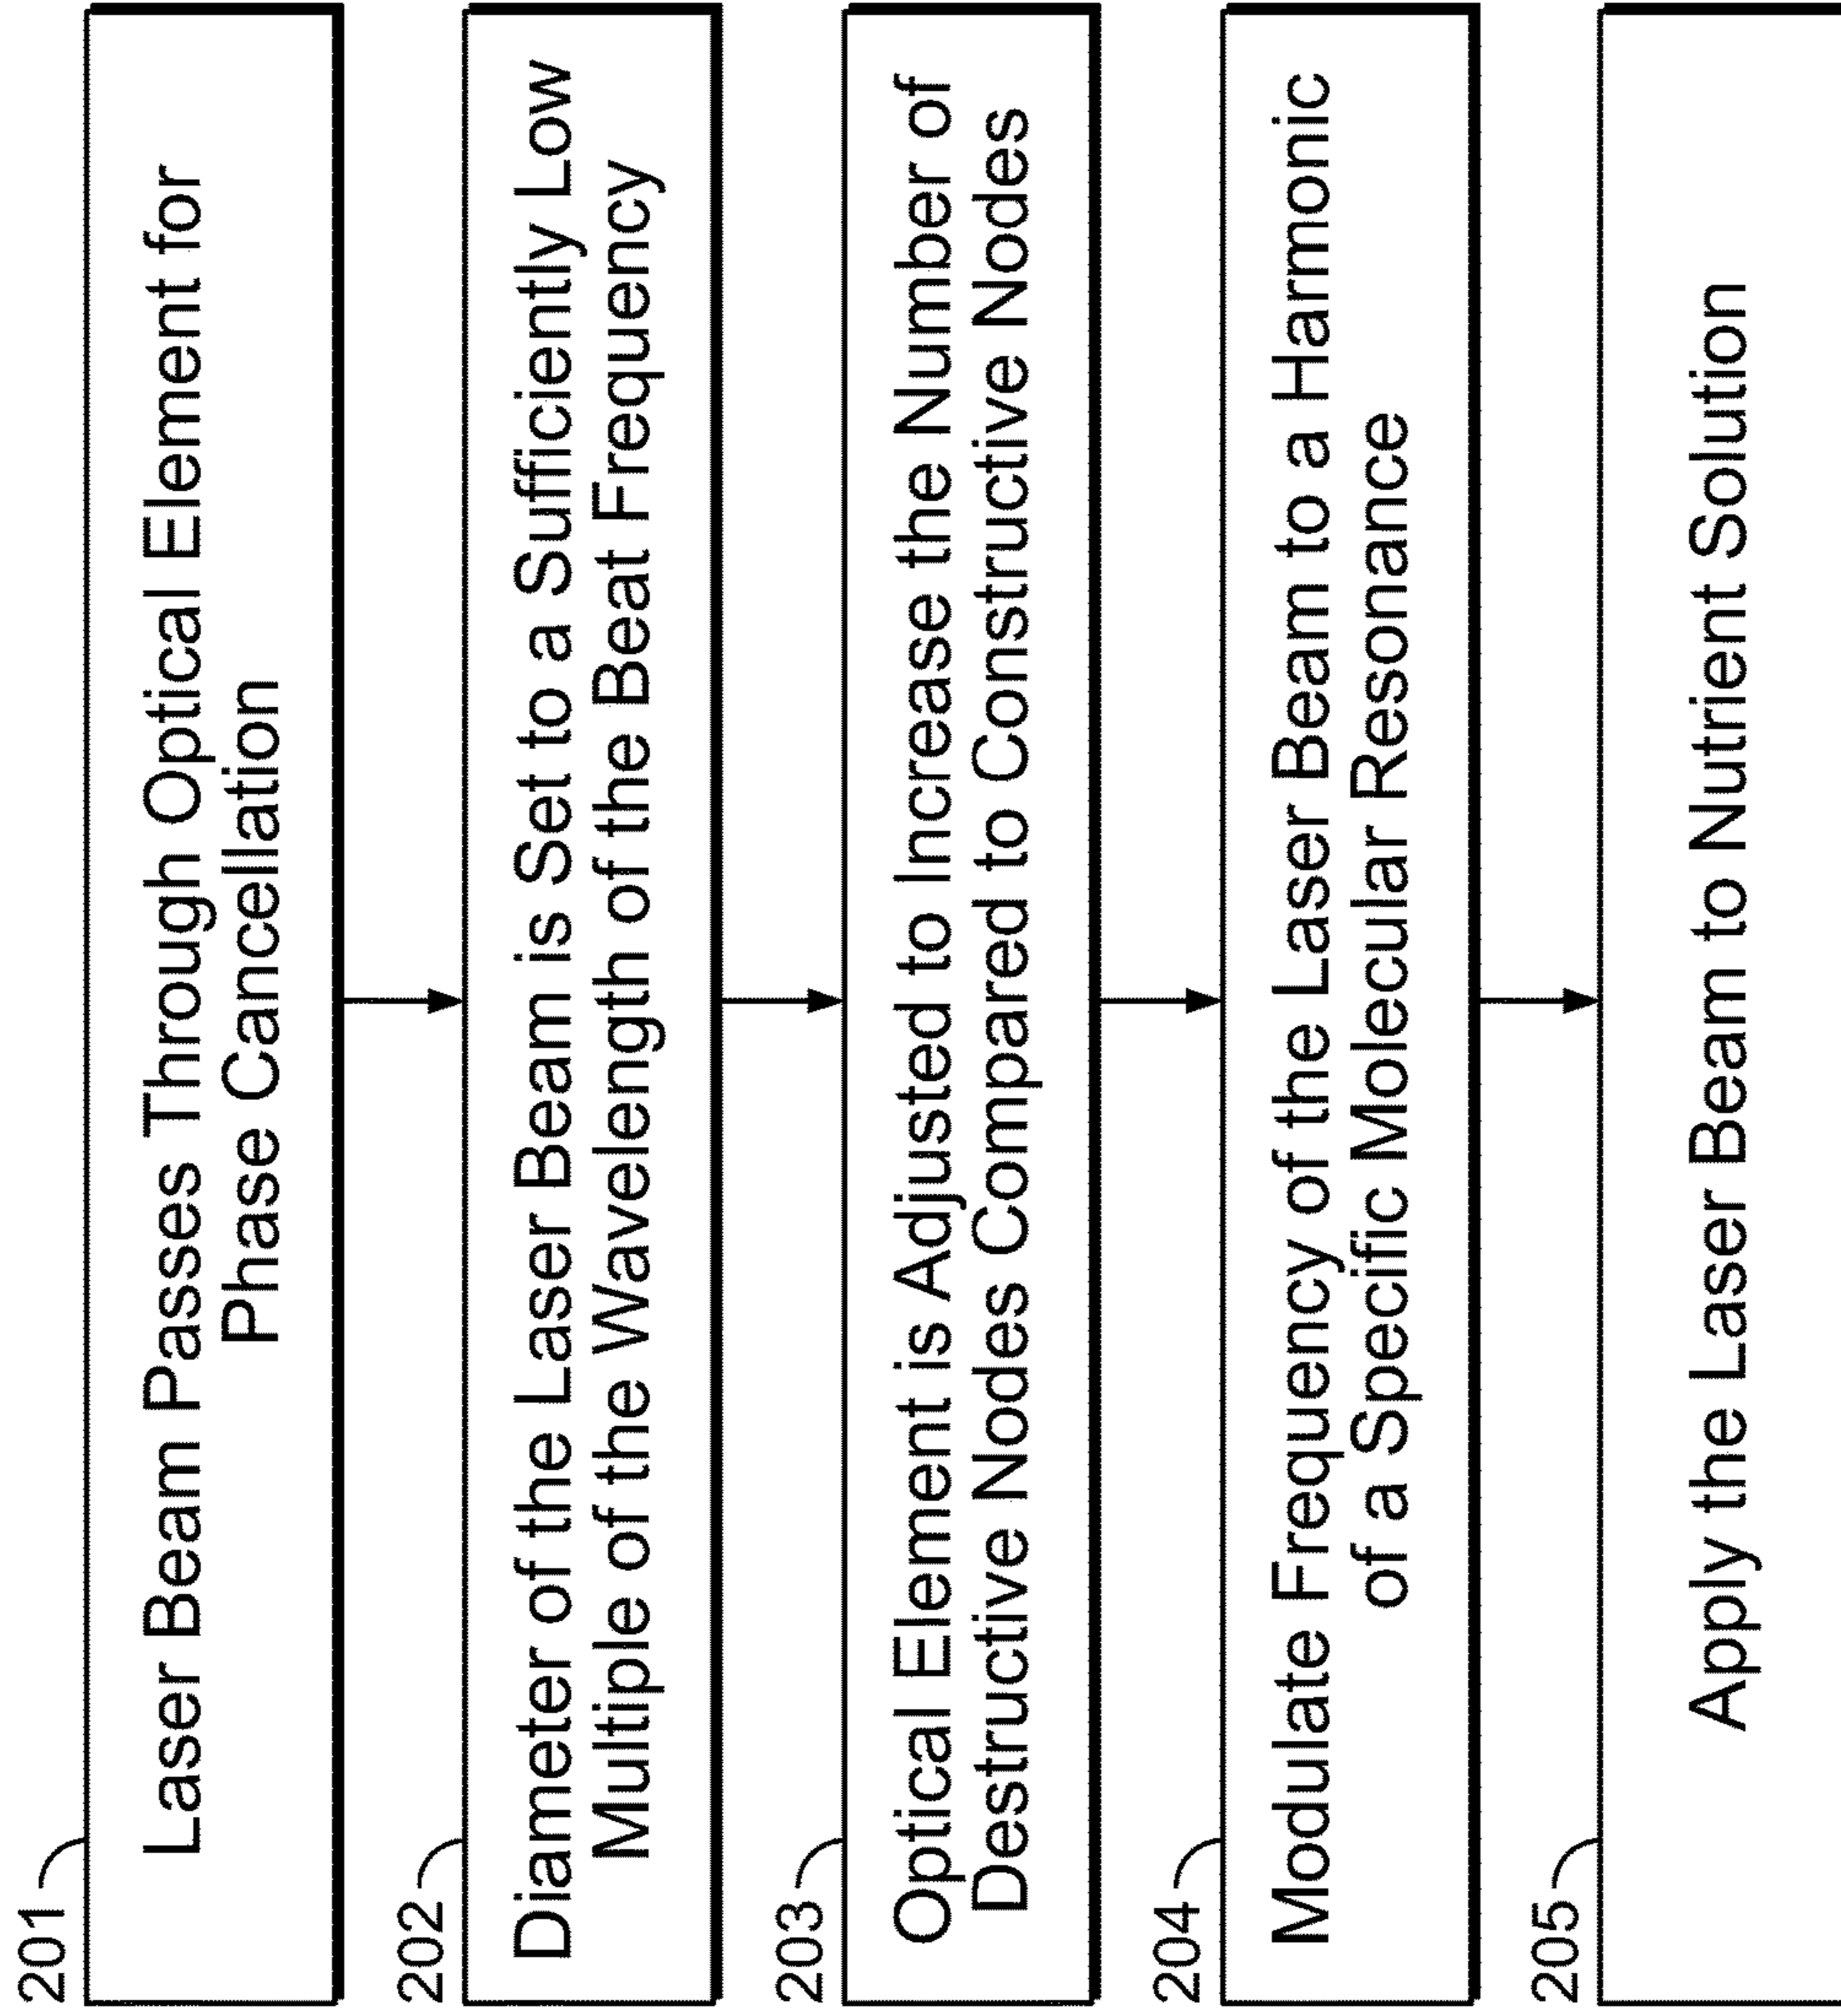 201
Laser Beam Passes Through Optical Element for
Phase Cancellation
202
Diameter of the Laser Beam is Set to a Sufficiently Low
Multiple of the Wavelength of the Beat Frequency
203
Optical Element is Adjusted to Increase the Number of
Destructive Nodes Compared to Constructive Nodes
204
Modulate Frequency of the Laser Beam to a Harmonic
of a Specific Molecular Resonance
205
Apply the Laser Beam to Nutrient Solution